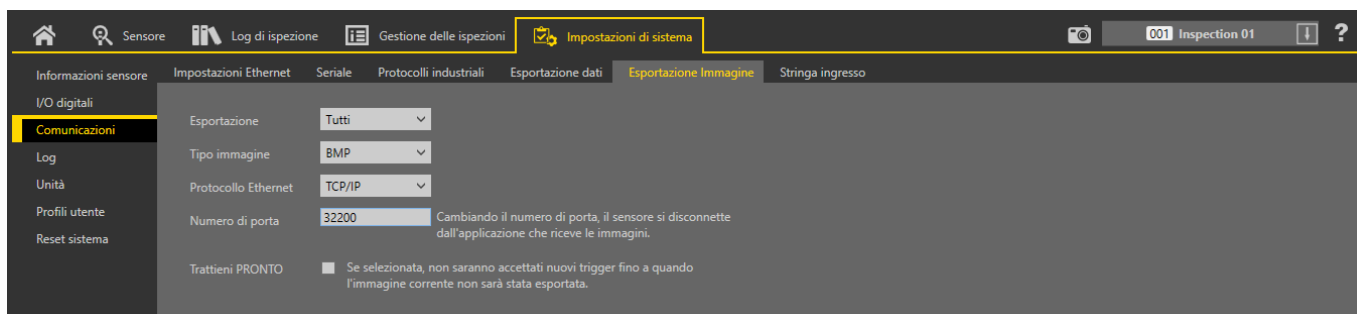 Sensore
Log di ispezione
Gestione delle ispezioni
Impostazioni di sistema
001 Inspection 01
?
Informazioni sensore
I/O digitali
Comunicazioni
Log
Unità
Profili utente
Reset sistema
Impostazioni Ethernet
Seriale
Protocolli industriali
Esportazione dati
Esportazione Immagine
Stringa ingresso
Esportazione
Tutti
Tipo immagine
BMP
Protocollo Ethernet
TCP/IP
Numero di porta
32200
Cambiando il numero di porta, il sensore si disconnette
dall'applicazione che riceve le immagini.
Trattieni PRONTO
Se selezionata, non saranno accettati nuovi trigger fino a quando
l'immagine corrente non sarà stata esportata.